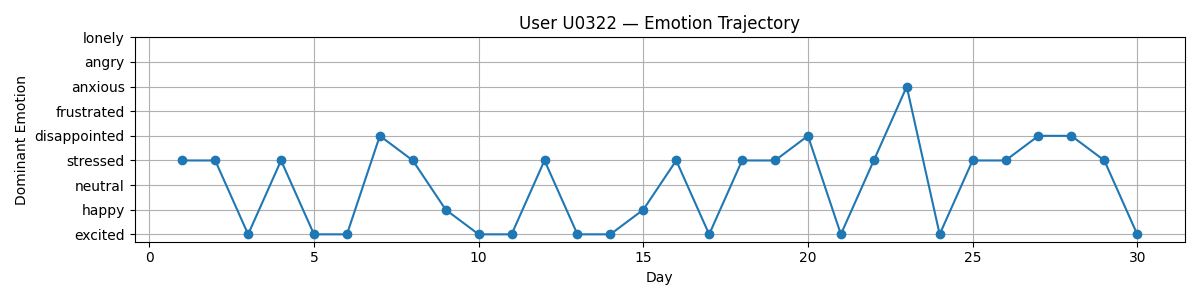 User U0322 — Emotion Trajectory
Dominant Emotion
lonely
angry
anxious
frustrated
disappointed
stressed
neutral
happy
excited
0 5 10 15 20 25 30
Day